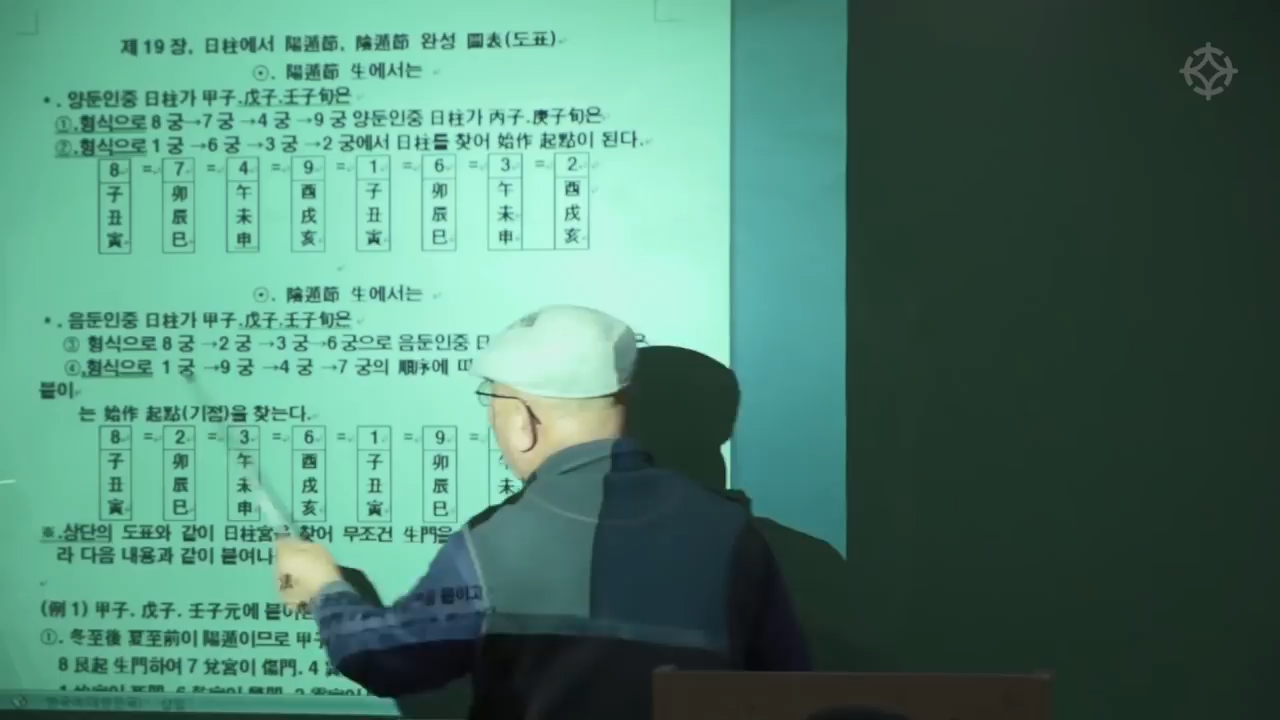 제 19 장, 日柱에서 陽遁節, 陰遁節 완성 圖表(도표)
⊙. 陽遁節 生에서는
*. 양둔인중 日柱가 甲子.戊子.壬子旬은
①.형식으로 8 궁→7 궁 →4 궁 →9 궁 양둔인중 日柱가 丙子.庚子旬은
②.형식으로 1 궁 →6 궁 →3 궁 →2 궁에서 日柱를 찾어 始作 起點이 된다.
8 = 7 = 4 = 9 = 1 = 6 = 3 = 2
子 卯 午 酉 子 卯 午 酉
丑 辰 未 戌 丑 辰 未 戌
寅 巳 申 亥 寅 巳 申 亥
⊙. 陰遁節 生에서는
*. 음둔인중 日柱가 甲子.戊子.壬子旬은
③ 형식으로 8 궁 →2 궁 →3 궁→6 궁으로 음둔인중
④.형식으로 1 궁 →9 궁 →4 궁 →7 궁의 順序에
붙이
는 始作 起點(기점)을 찾는다.
8 = 2 = 3 = 6 = 1 = 9 =
子 卯 午 酉 子 卯
丑 辰 未 戌 丑 辰 未
寅 巳 申 亥 寅 巳
※.상단의 도표와 같이 日柱宮을 찾어 무조건 生門을
라 다음 내용과 같이 붙여나
(例 1) 甲子. 戊子. 壬子元에
①. 冬至後 夏至前이 陽遁이므로 甲子
8 艮起 生門하여 7 兌宮이 傷門. 4